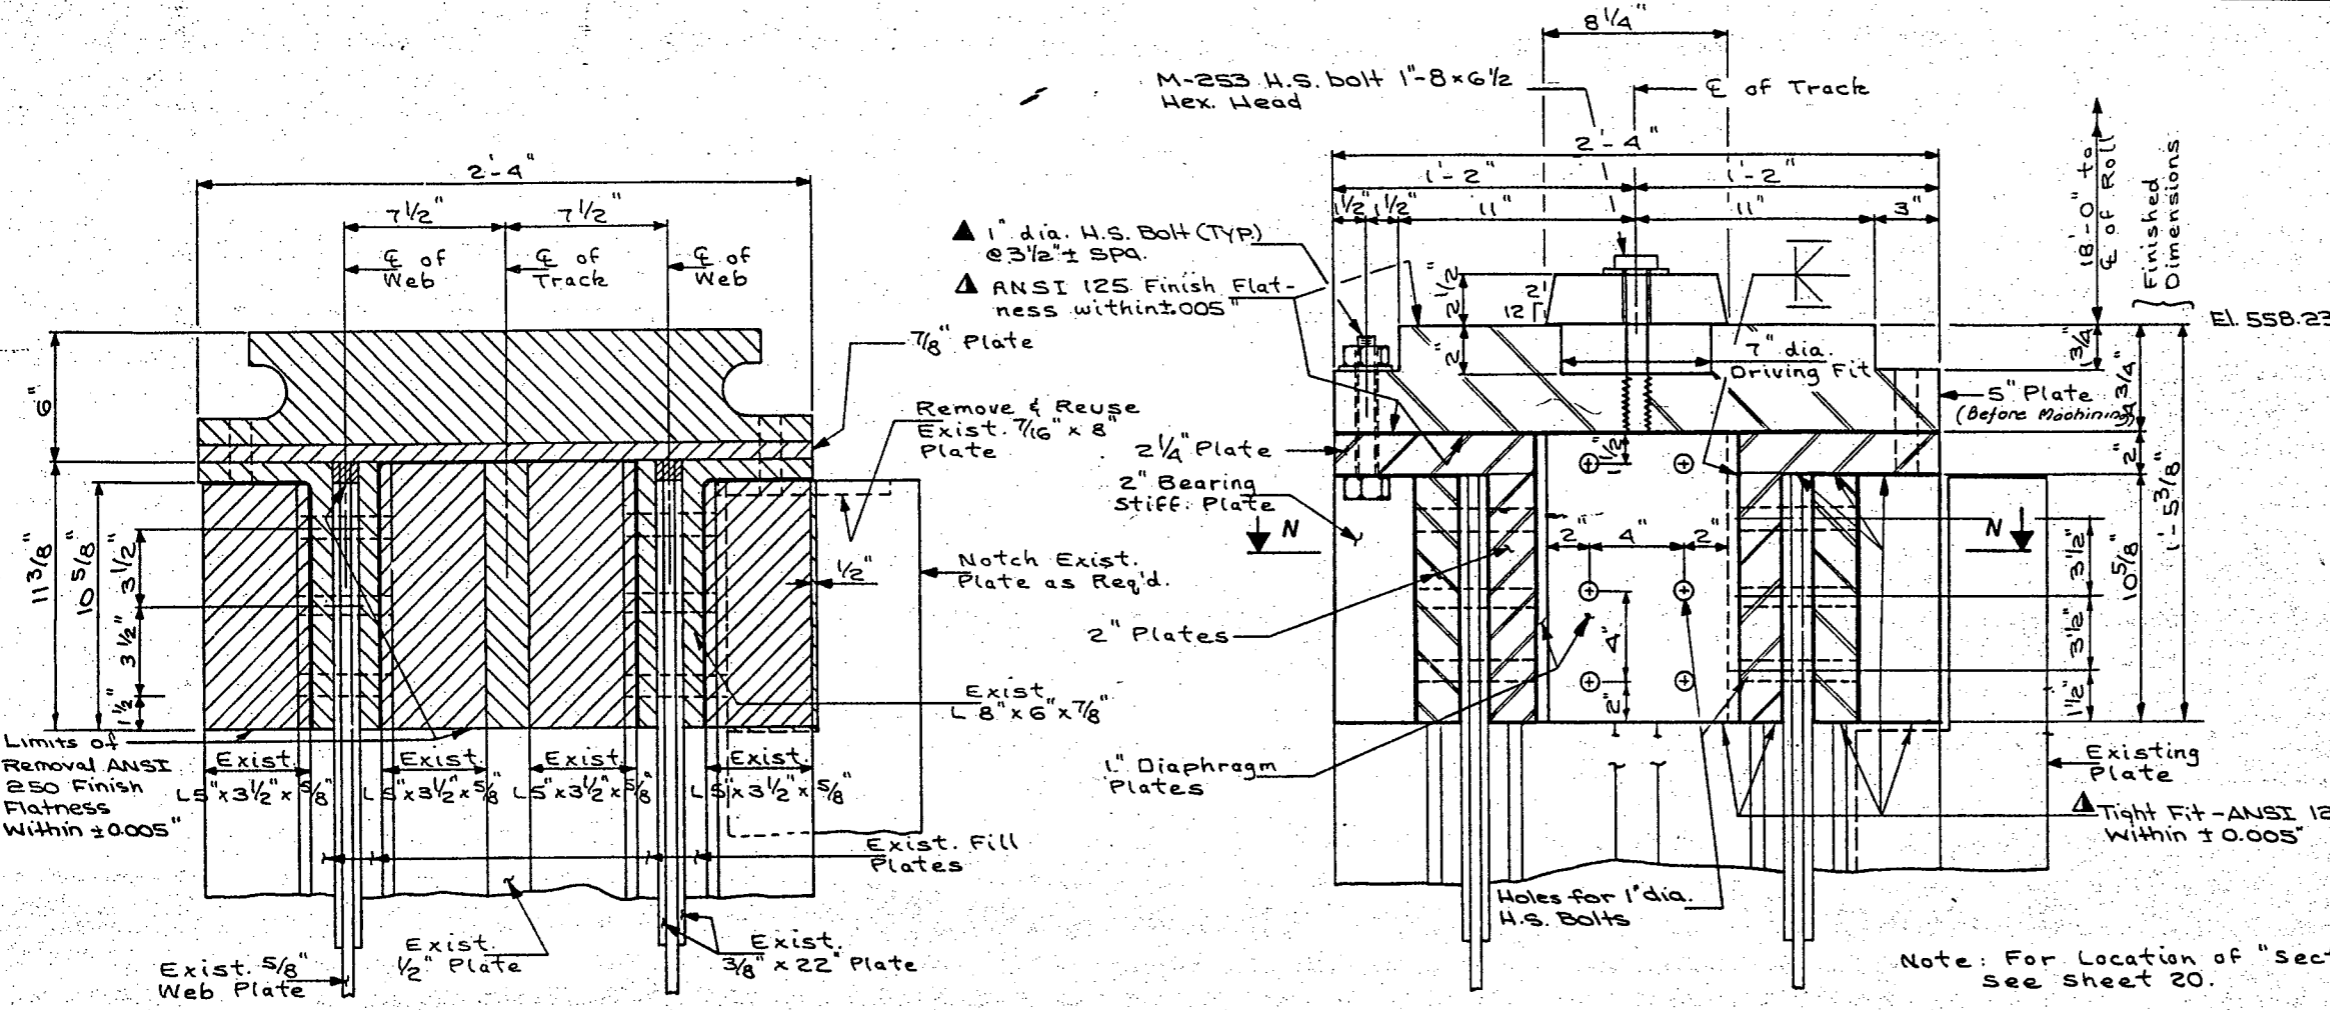 2'-4"
7 1/2"
7 1/2"
℄ of
Web
℄ of
Track
℄ of
Web
6"
11 3/8"
10 5/8"
3 1/2"
3 1/2"
1 1/2"
7/8" Plate
Remove & Reuse
Exist. 7/16" x 8"
Plate
Notch Exist.
Plate as Req'd.
1/2"
Exist.
L 8" x 6" x 7/8"
Limits of
Removal ANSI
250 Finish
Flatness
Within ±0.005"
Exist.
L 5" x 3 1/2" x 5/8"
Exist.
L 5" x 3 1/2" x 5/8"
Exist.
L 5" x 3 1/2" x 5/8"
Exist.
L 5" x 3 1/2" x 5/8"
Exist. Fill
Plates
Exist. 5/8"
Web Plate
Exist.
1/2" Plate
Exist.
3/8" x 22" Plate
8 1/4"
M-253 H.S. bolt 1"-8x6 1/2
Hex. Head
℄ of Track
2'-4"
1'-2"
1'-2"
1 1/2"
1 1/2"
11"
11"
3"
▲ 1" dia. H.S. Bolt (TYP.)
@ 3 1/2" ± SPA.
ANSI 125 Finish Flat-
ness within ±.005"
2 1/2"
12
2
2"
K
7" dia.
Driving Fit
18'-0" to
℄ of Roll
Finished
Dimensions
El. 558.23
1 3/4"
4 3/4"
5" Plate
(Before Machining)
2"
1'-5 3/8"
2 1/4" Plate
2" Bearing
Stiff. Plate
N
N
1 1/2"
2"
4"
2"
4"
2"
3 1/2"
3 1/2"
1 1/2"
10 5/8"
2" Plates
1" Diaphragm
Plates
Existing
Plate
Tight Fit-ANSI 12
Within ±0.005"
Holes for 1" dia.
H.S. Bolts
Note: For Location of "Sect
see sheet 20.